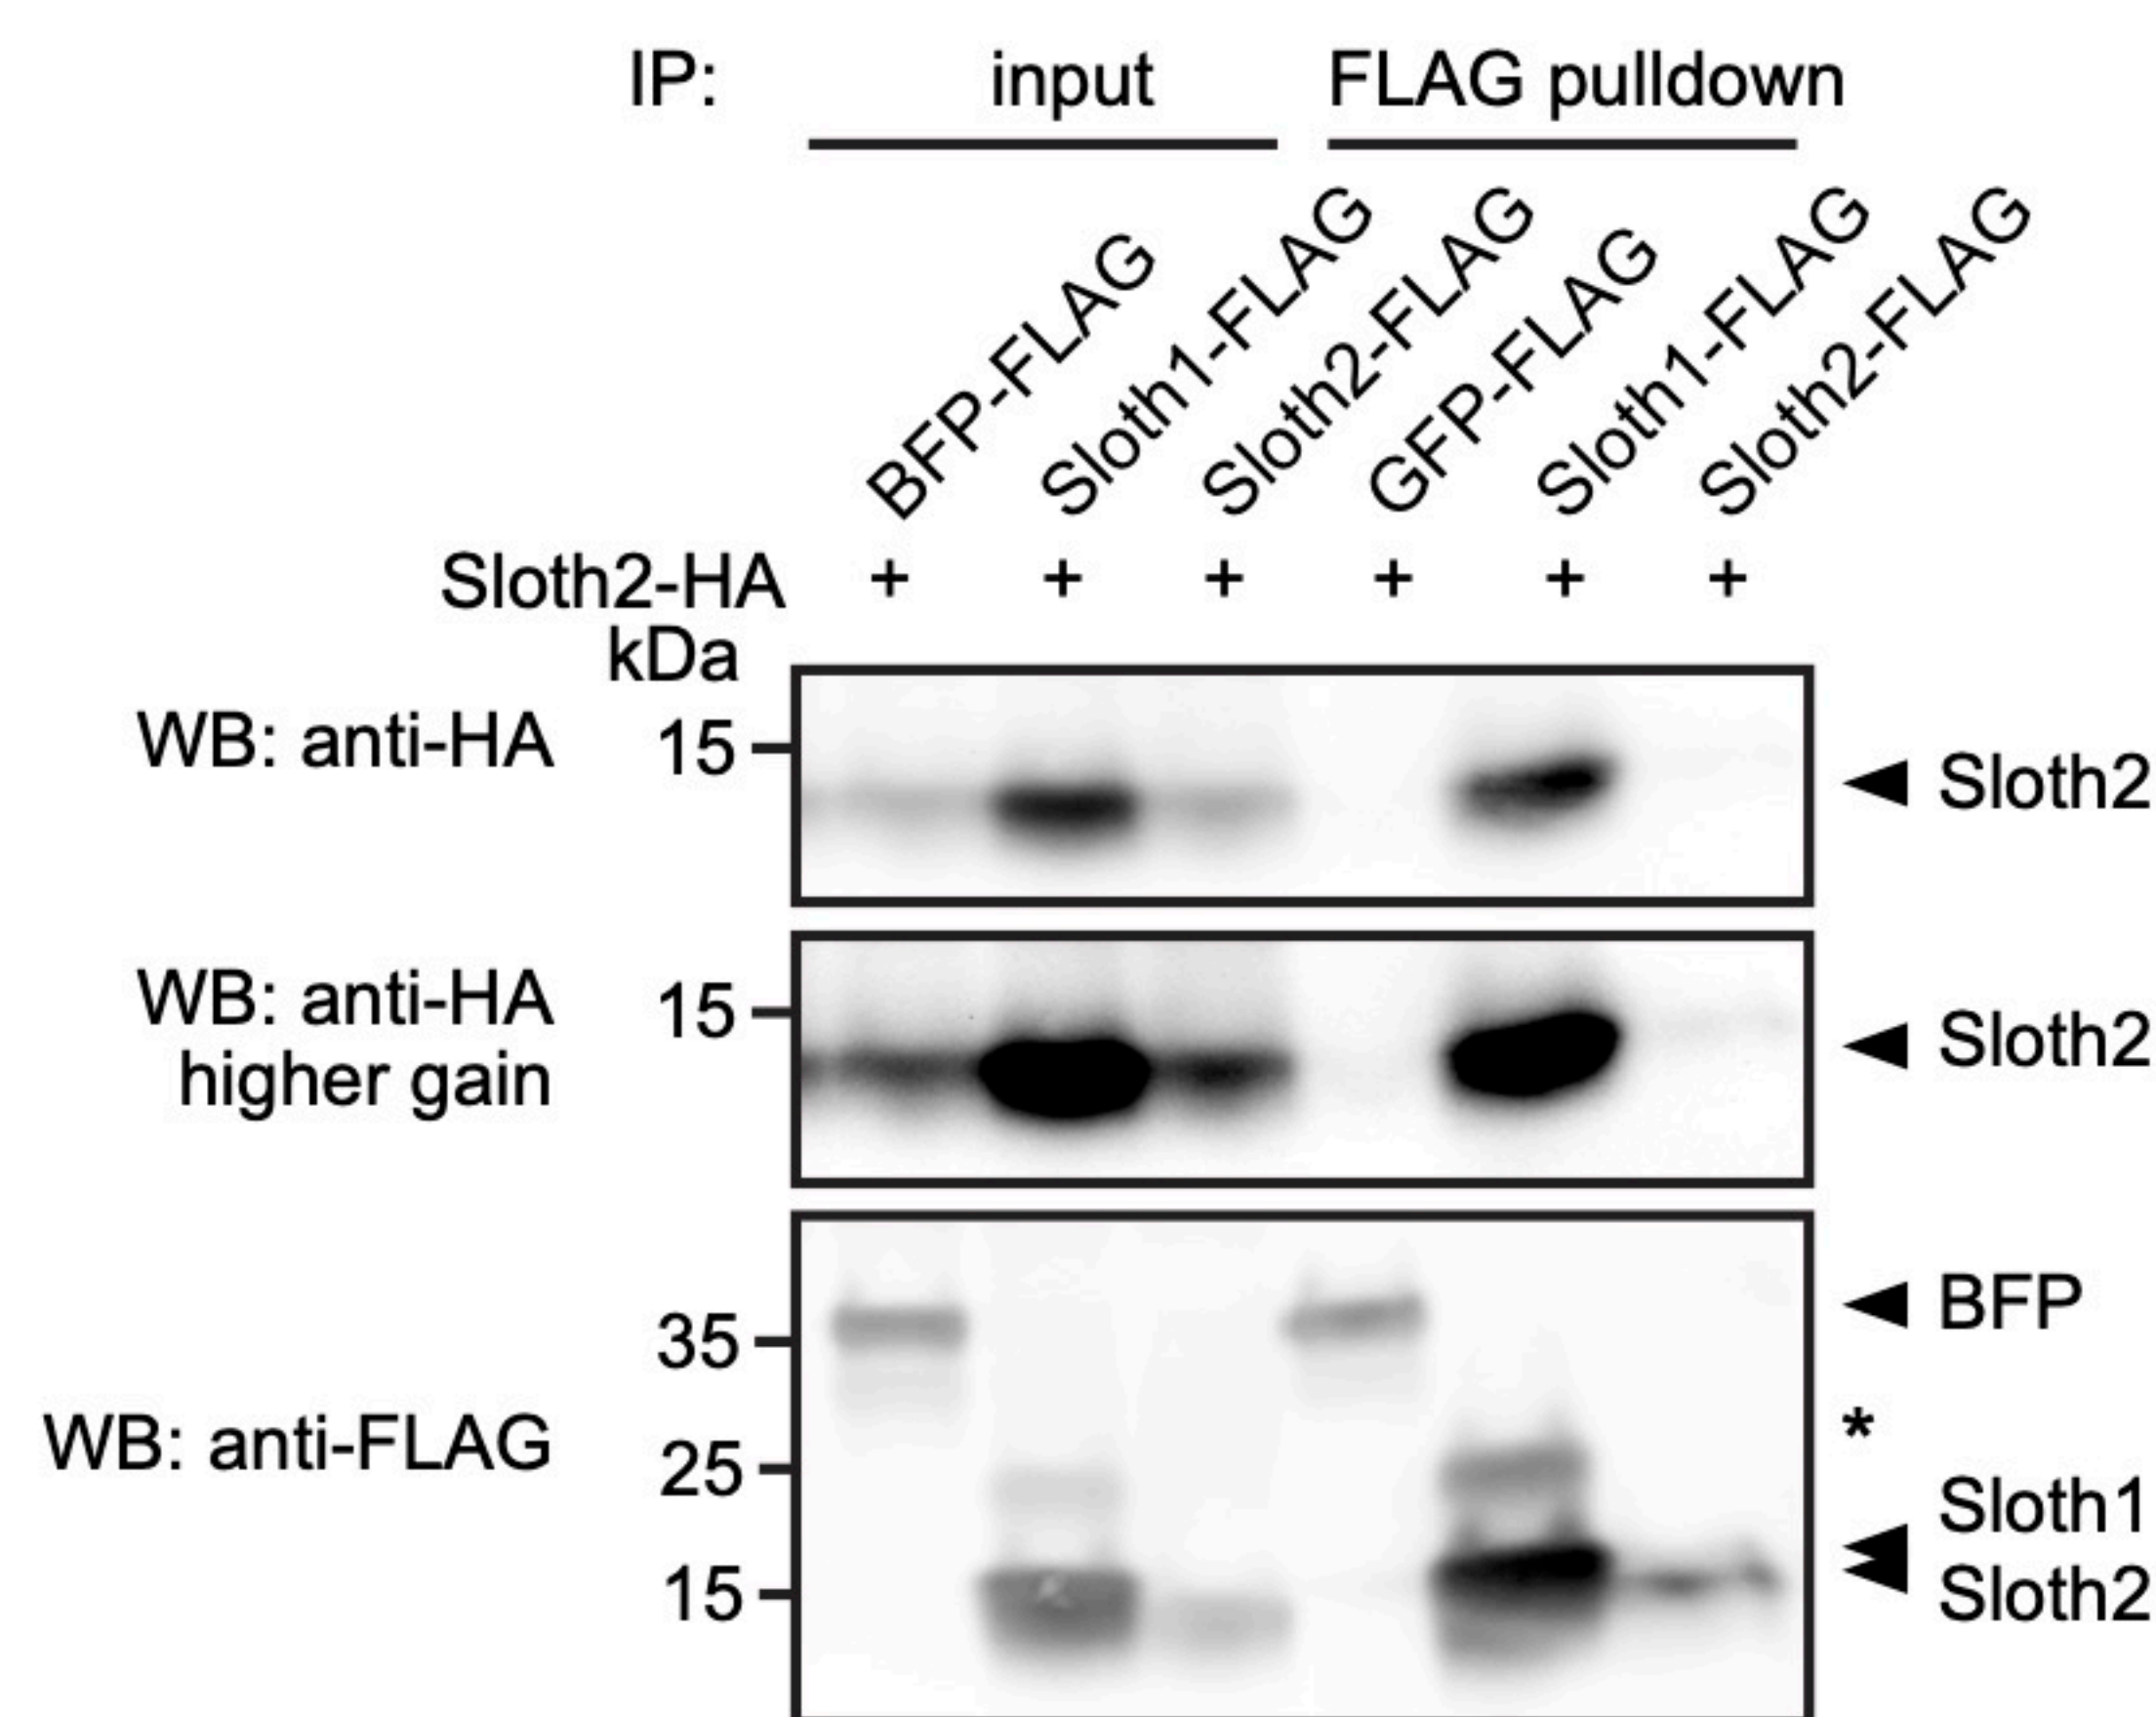 IP: input FLAG pulldown
BFP-FLAG Sloth1-FLAG Sloth2-FLAG GFP-FLAG Sloth1-FLAG Sloth2-FLAG
Sloth2-HA + + + + + +
kDa
WB: anti-HA 15 Sloth2
WB: anti-HA 15 Sloth2
higher gain
BFP
35
*
WB: anti-FLAG 25
Sloth1
15 Sloth2